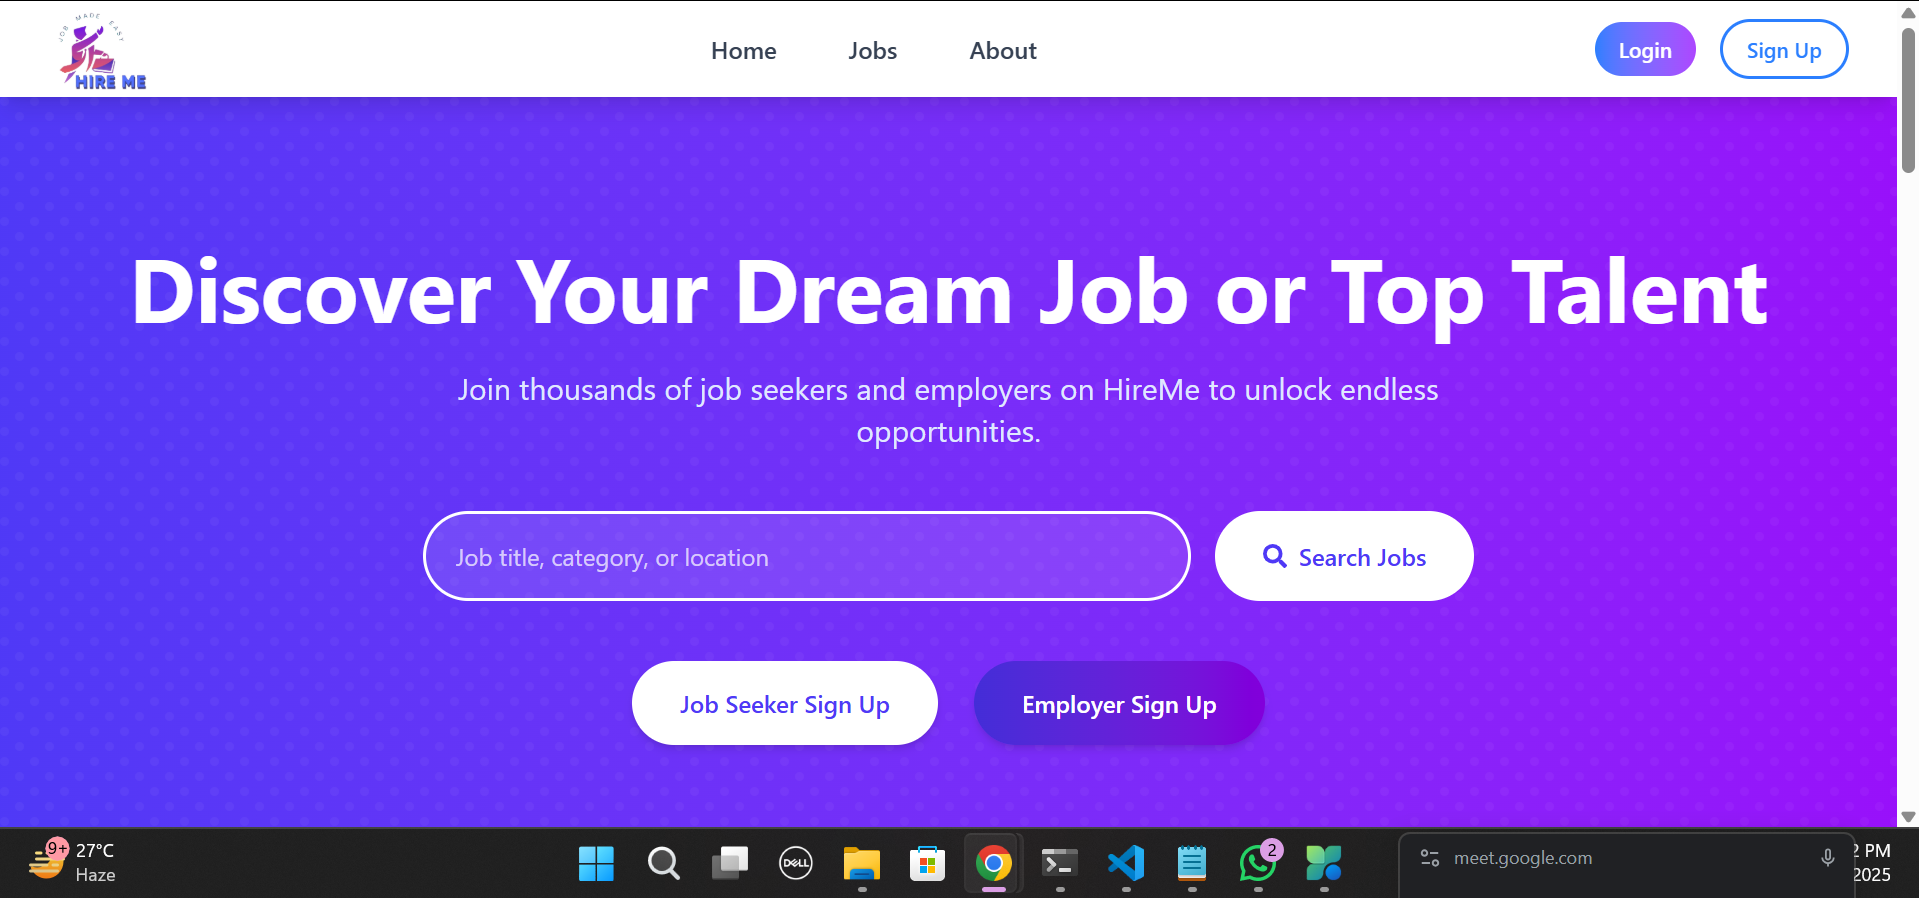 JOB MADE EASY
HIRE ME
Home
Jobs
About
Login
Sign Up
Discover Your Dream Job or Top Talent
Join thousands of job seekers and employers on HireMe to unlock endless
opportunities.
Job title, category, or location
Search Jobs
Job Seeker Sign Up
Employer Sign Up
9+
27°C
Haze
DELL
2
meet.google.com
2 PM
2025